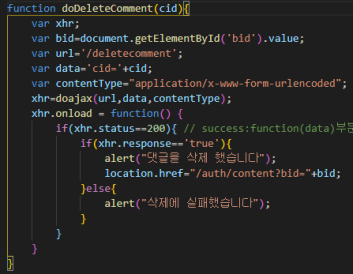 function doDeleteComment(cid){
var xhr;
var bid=document.getElementById('bid').value;
var url='/deletecomment';
var data='cid='+cid;
var contentType="application/x-www-form-urlencoded";
xhr=doajax(url,data,contentType);
xhr.onload = function() {
if(xhr.status==200){ // success:function(data)부분
if(xhr.response=='true'){
alert("댓글을 삭제 했습니다");
location.href="/auth/content?bid="+bid;
}else{
alert("삭제에 실패했습니다");
}
}
}
}